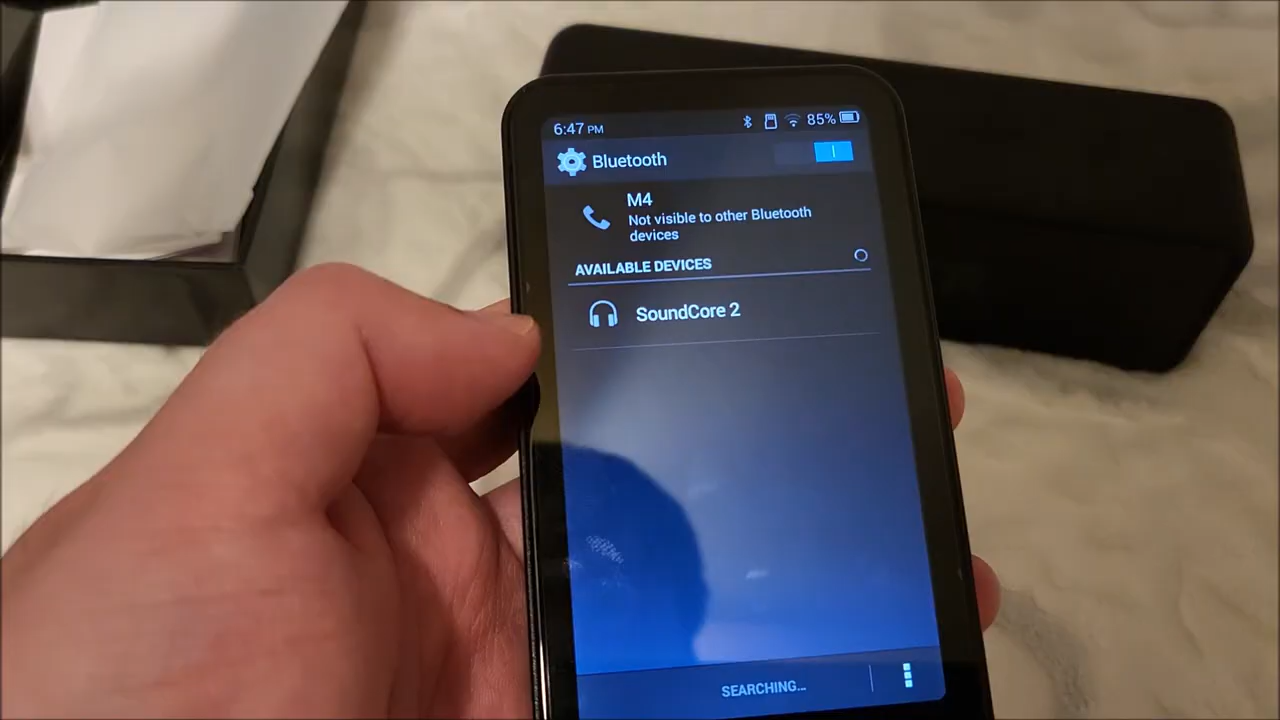 6:47 PM 85%
Bluetooth
M4
Not visible to other Bluetooth
devices
AVAILABLE DEVICES
SoundCore 2
SEARCHING...